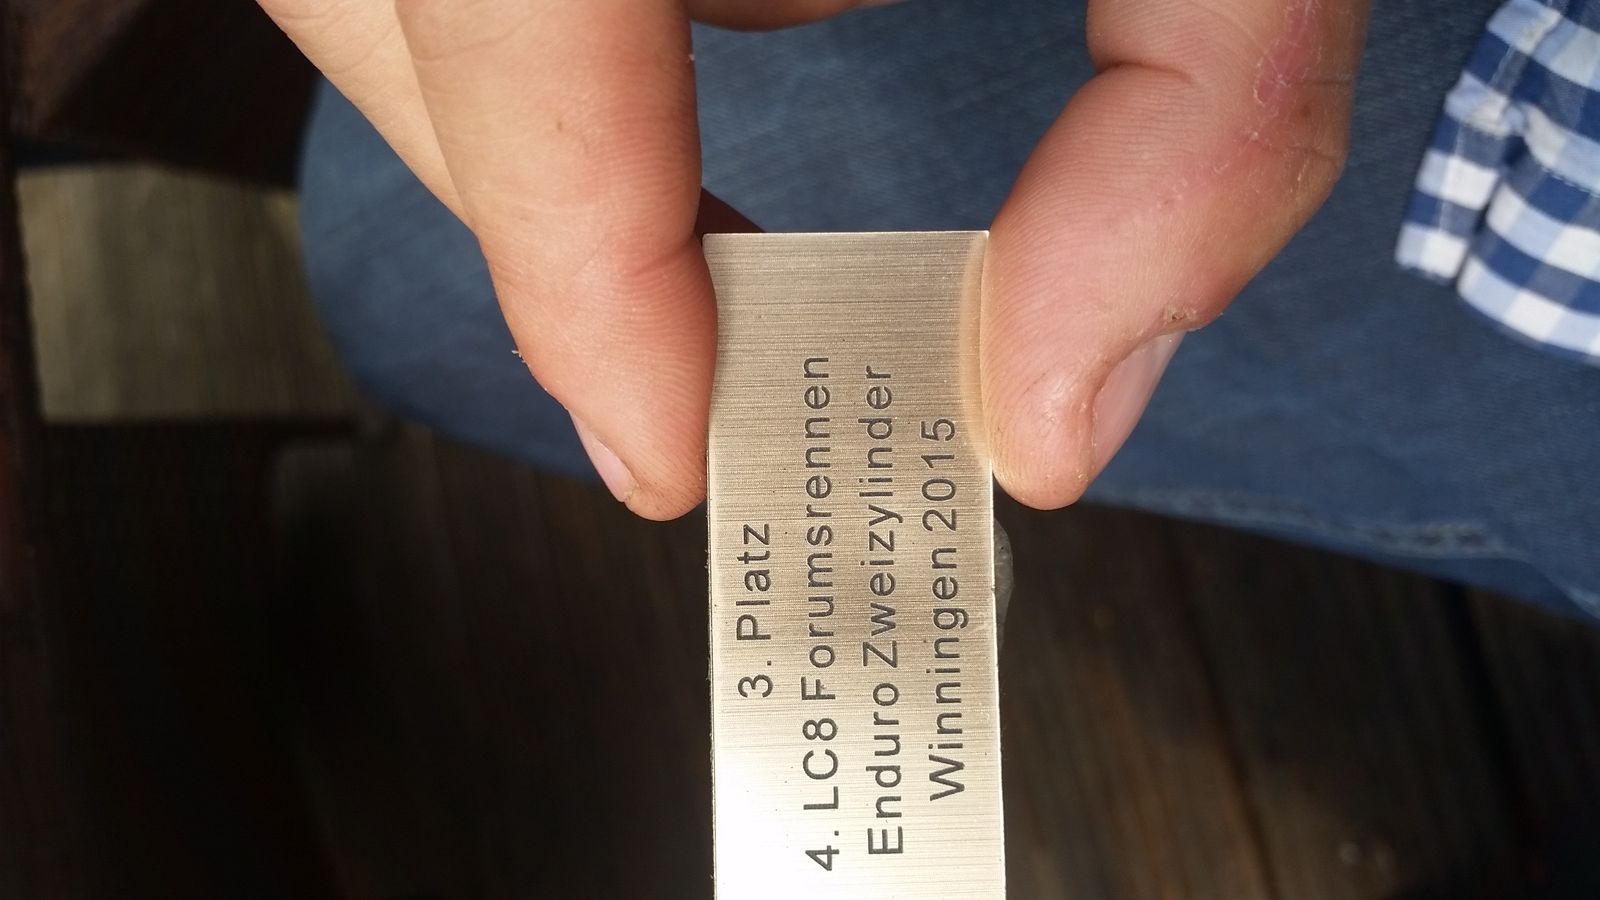 3. Platz
4. LC8 Forumsrennen
Enduro Zweizylinder
Winningen 2015